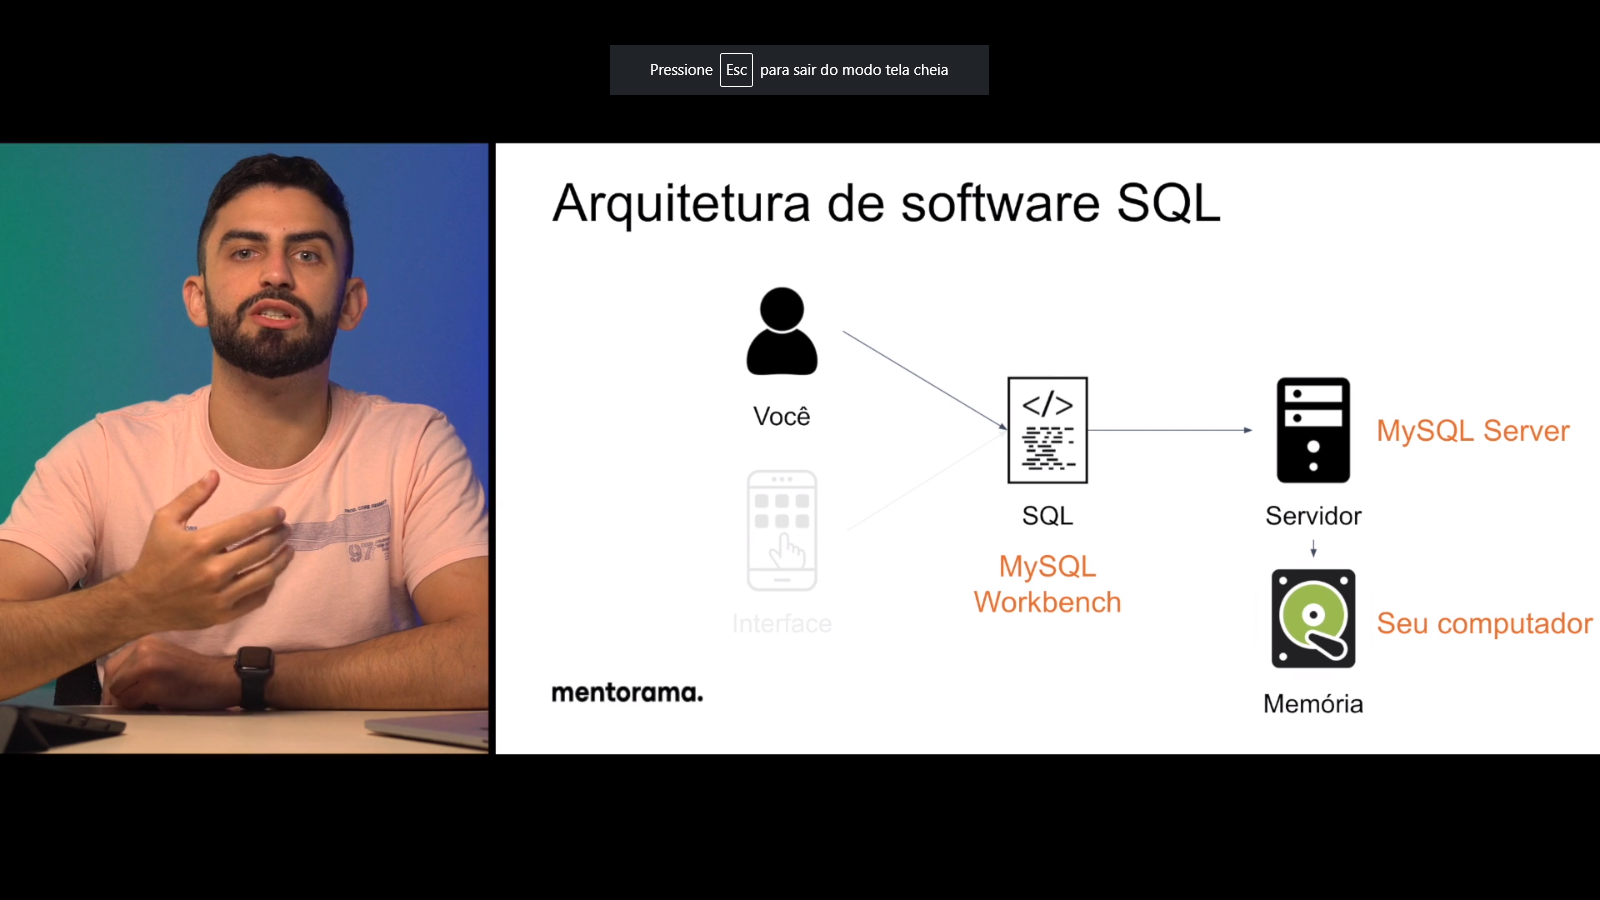 Pressione Esc para sair do modo tela cheia
Arquitetura de software SQL
Você
Interface
SQL
MySQL
Workbench
Servidor
MySQL Server
Seu computador
Memória
mentorama.
97